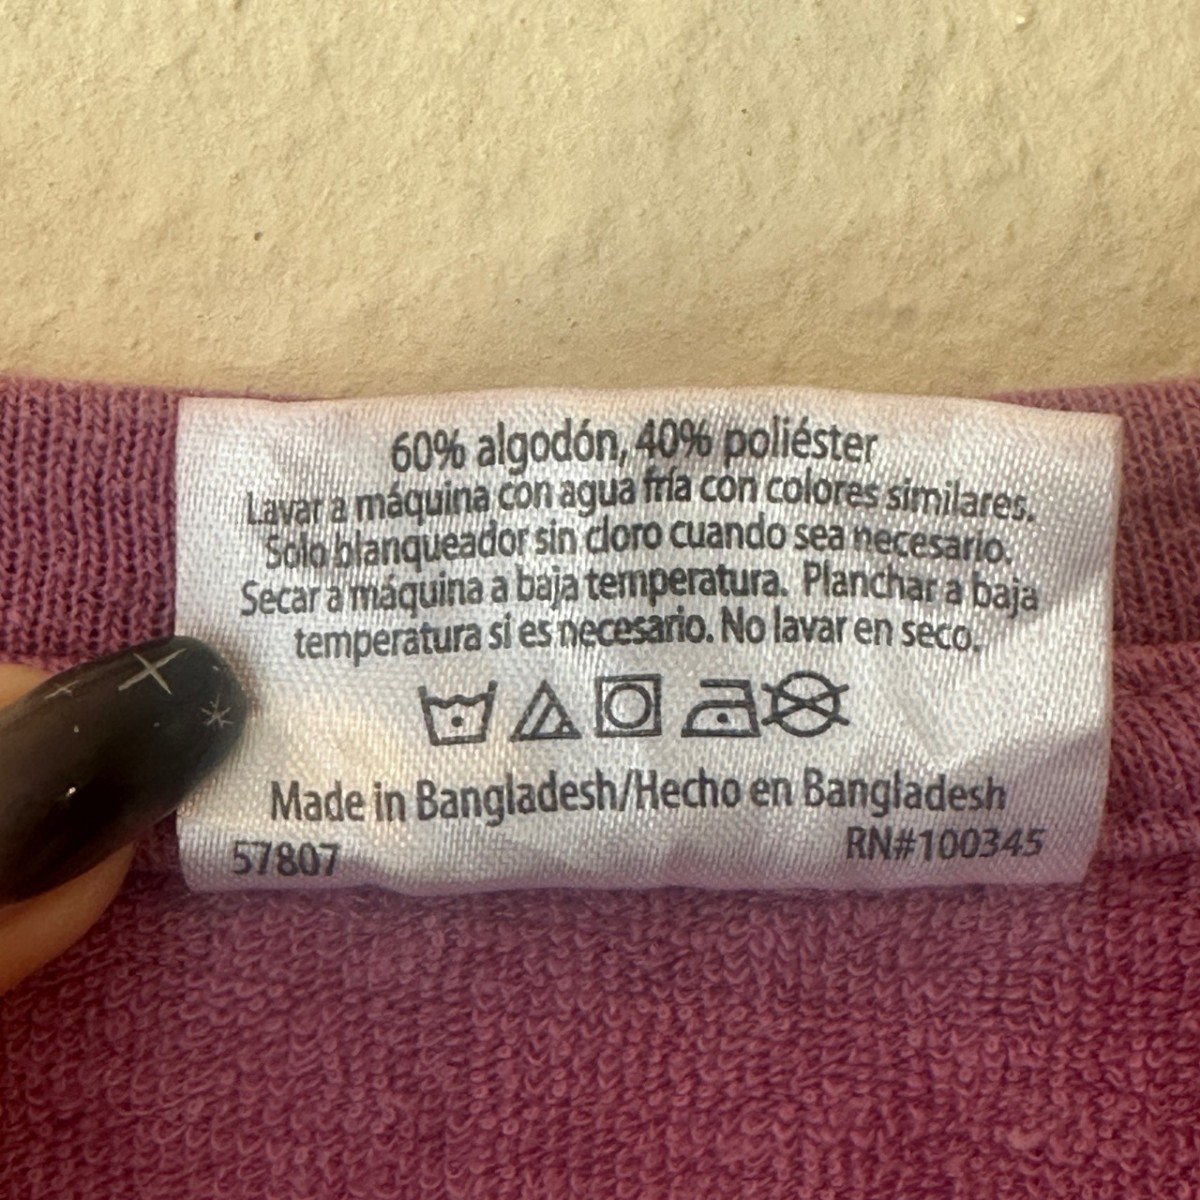 60% algodón, 40% poliéster
Lavar a máquina con agua fría con colores similares.
Solo blanqueador sin cloro cuando sea necesario.
Secar a máquina a baja temperatura. Planchar a baja
temperatura si es necesario. No lavar en seco.
Made in Bangladesh/Hecho en Bangladesh
57807 RN#100345